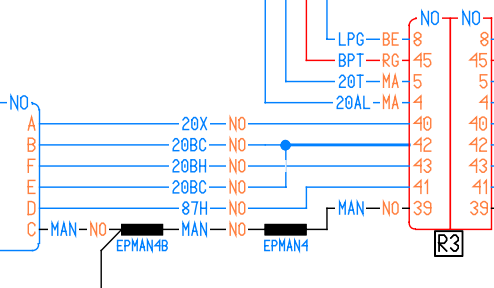 NO NO
LPG BE 8 8
BPT RG 45 45
20T MA 5 5
NO 20AL MA 4 4
A 20X NO 40 40
B 20BC NO 42 42
F 20BH NO 43 43
E 20BC NO
D 87H NO 41 41
MAN NO 39 39
C MAN NO MAN NO
EPMAN4B EPMAN4 R3